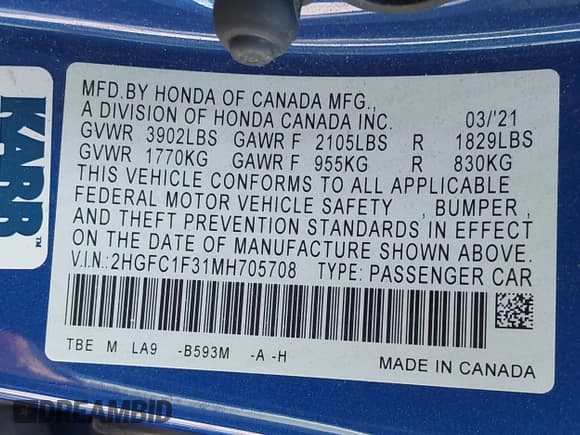 MFD.BY HONDA OF CANADA MFG.,
A DIVISION OF HONDA CANADA INC. 03/'21
GVWR 3902LBS GAWR F 2105LBS R 1829LBS
GVWR 1770KG GAWR F 955KG R 830KG
THIS VEHICLE CONFORMS TO ALL APPLICABLE
FEDERAL MOTOR VEHICLE SAFETY , BUMPER ,
AND THEFT PREVENTION STANDARDS IN EFFECT
ON THE DATE OF MANUFACTURE SHOWN ABOVE.
V.I.N.:2HGFC1F31MH705708 TYPE: PASSENGER CAR
TBE M LA9 -B593M -A -H
MADE IN CANADA
KARR™
DREAMBID